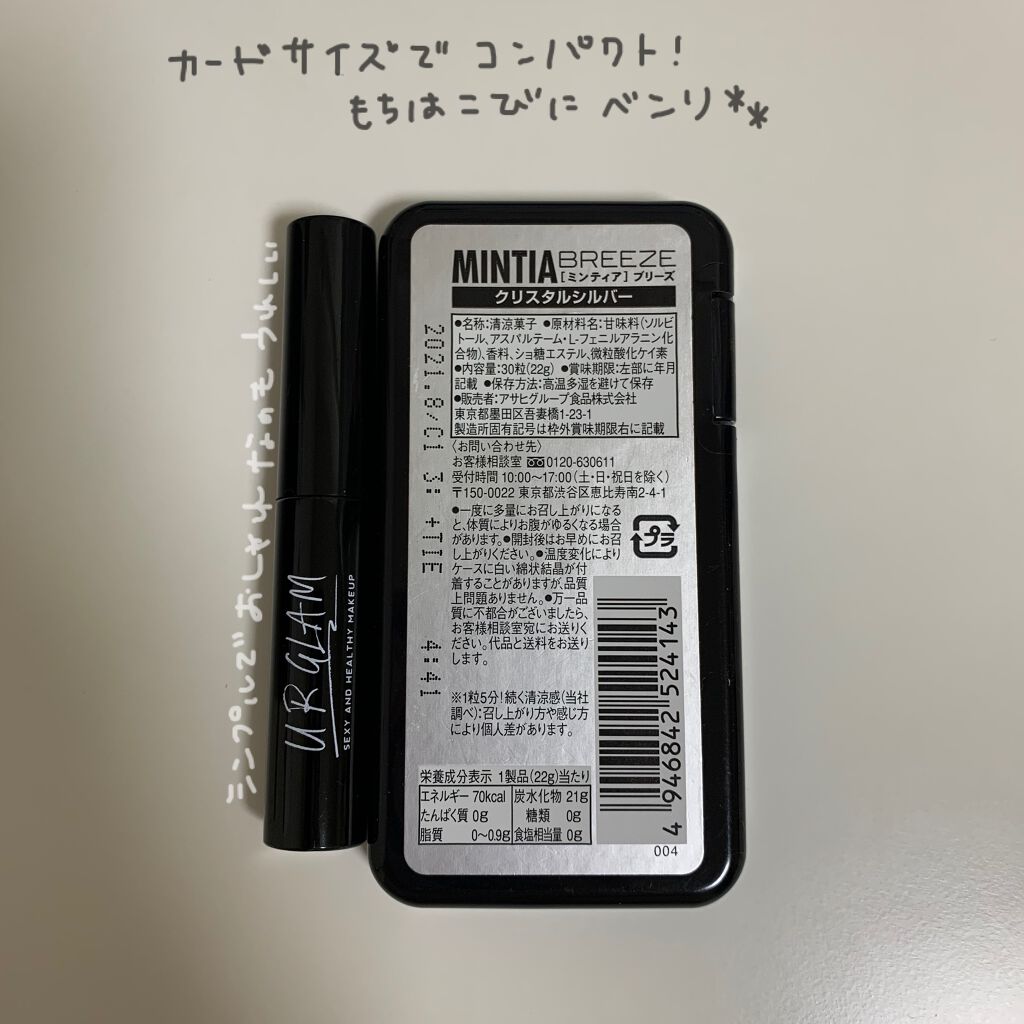 カードサイズで コンパクト!
もちはこびに ベンリ**
シンプルでおしゃれなのもうれしい
UR GLAM
SEXY AND HEALTHY MAKEUP
MINTIA BREEZE
[ミンティア] ブリーズ
クリスタルシルバー
●名称:清涼菓子 ●原材料名:甘味料(ソルビ
トール、アスパルテーム・L-フェニルアラニン化
合物)、香料、ショ糖エステル、微粒酸化ケイ素
●内容量:30粒(22g) ●賞味期限:左部に年月
記載 ●保存方法:高温多湿を避けて保存
●販売者:アサヒグループ食品株式会社
東京都墨田区吾妻橋1-23-1
製造所固有記号は枠外賞味期限右に記載
〈お問い合わせ先〉
お客様相談室 0120-630611
受付時間 10:00〜17:00(土・日・祝日を除く)
〒150-0022 東京都渋谷区恵比寿南2-4-1
●一度に多量にお召し上がりになる
と、体質によりお腹がゆるくなる場合
があります。●開封後はお早めにお召
し上がりください。●温度変化により
ケースに白い綿状結晶が付
着することがありますが、品質
上問題ありません。●万一品
質に不都合がございましたら、
お客様相談室宛にお送りく
ださい。代品と送料をお送り
します。
プラ
※1粒5分!続く清涼感(当社
調べ):召し上がり方や感じ方
により個人差があります。
栄養成分表示 1製品(22g)当たり
エネルギー 70kcal 炭水化物 21g
たんぱく質 0g 糖類 0g
脂質 0〜0.9g 食塩相当量 0g
4 946842 524143
004
2021.8/C1